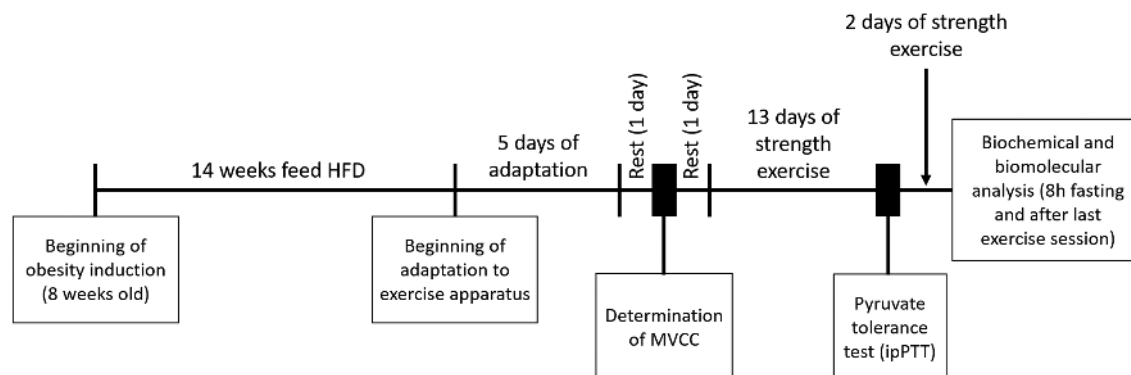 2 days of strength
exercise
Rest (1 day)
Rest (1 day)
13 days of
strength
exercise
5 days of
adaptation
14 weeks feed HFD
Biochemical and
biomolecular
analysis (8h fasting
and after last
exercise session)
Beginning of
obesity induction
(8 weeks old)
Beginning of
adaptation to
exercise apparatus
Determination
of MVCC
Pyruvate
tolerance
test (ipPTT)